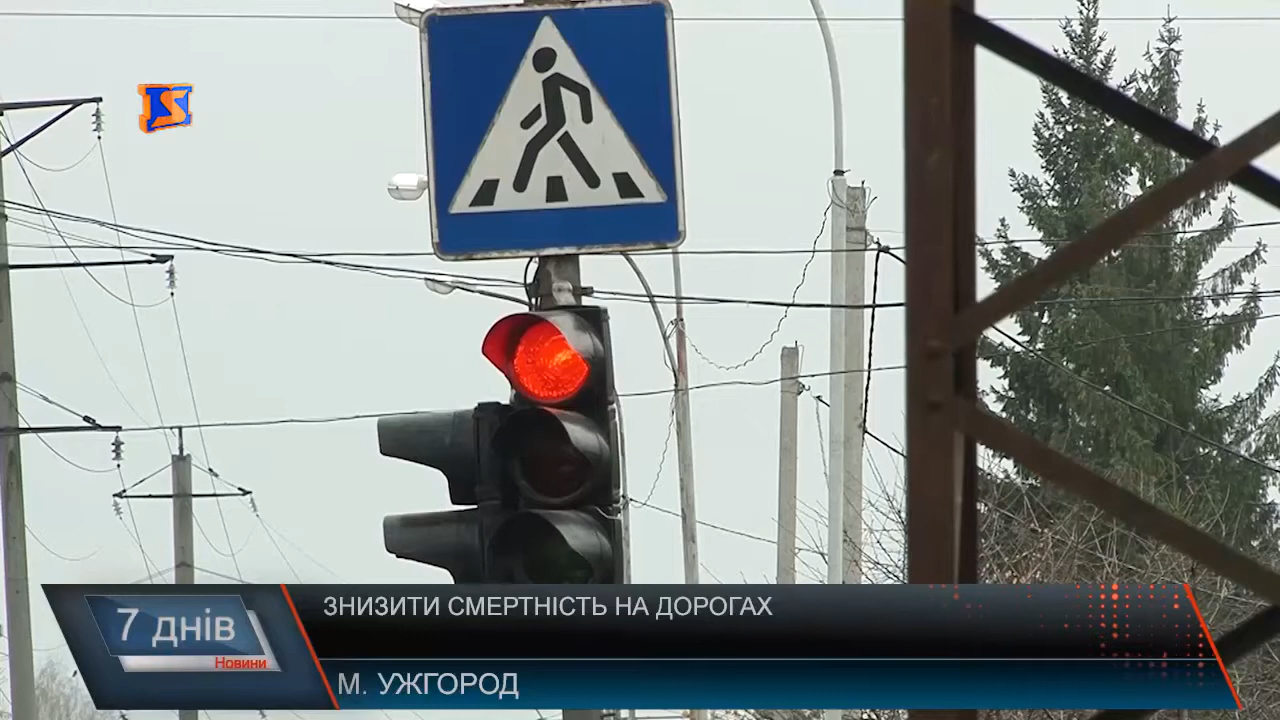 ЗНИЗИТИ СМЕРТНІСТЬ НА ДОРОГАХ
7 днів
Новини
М. УЖГОРОД